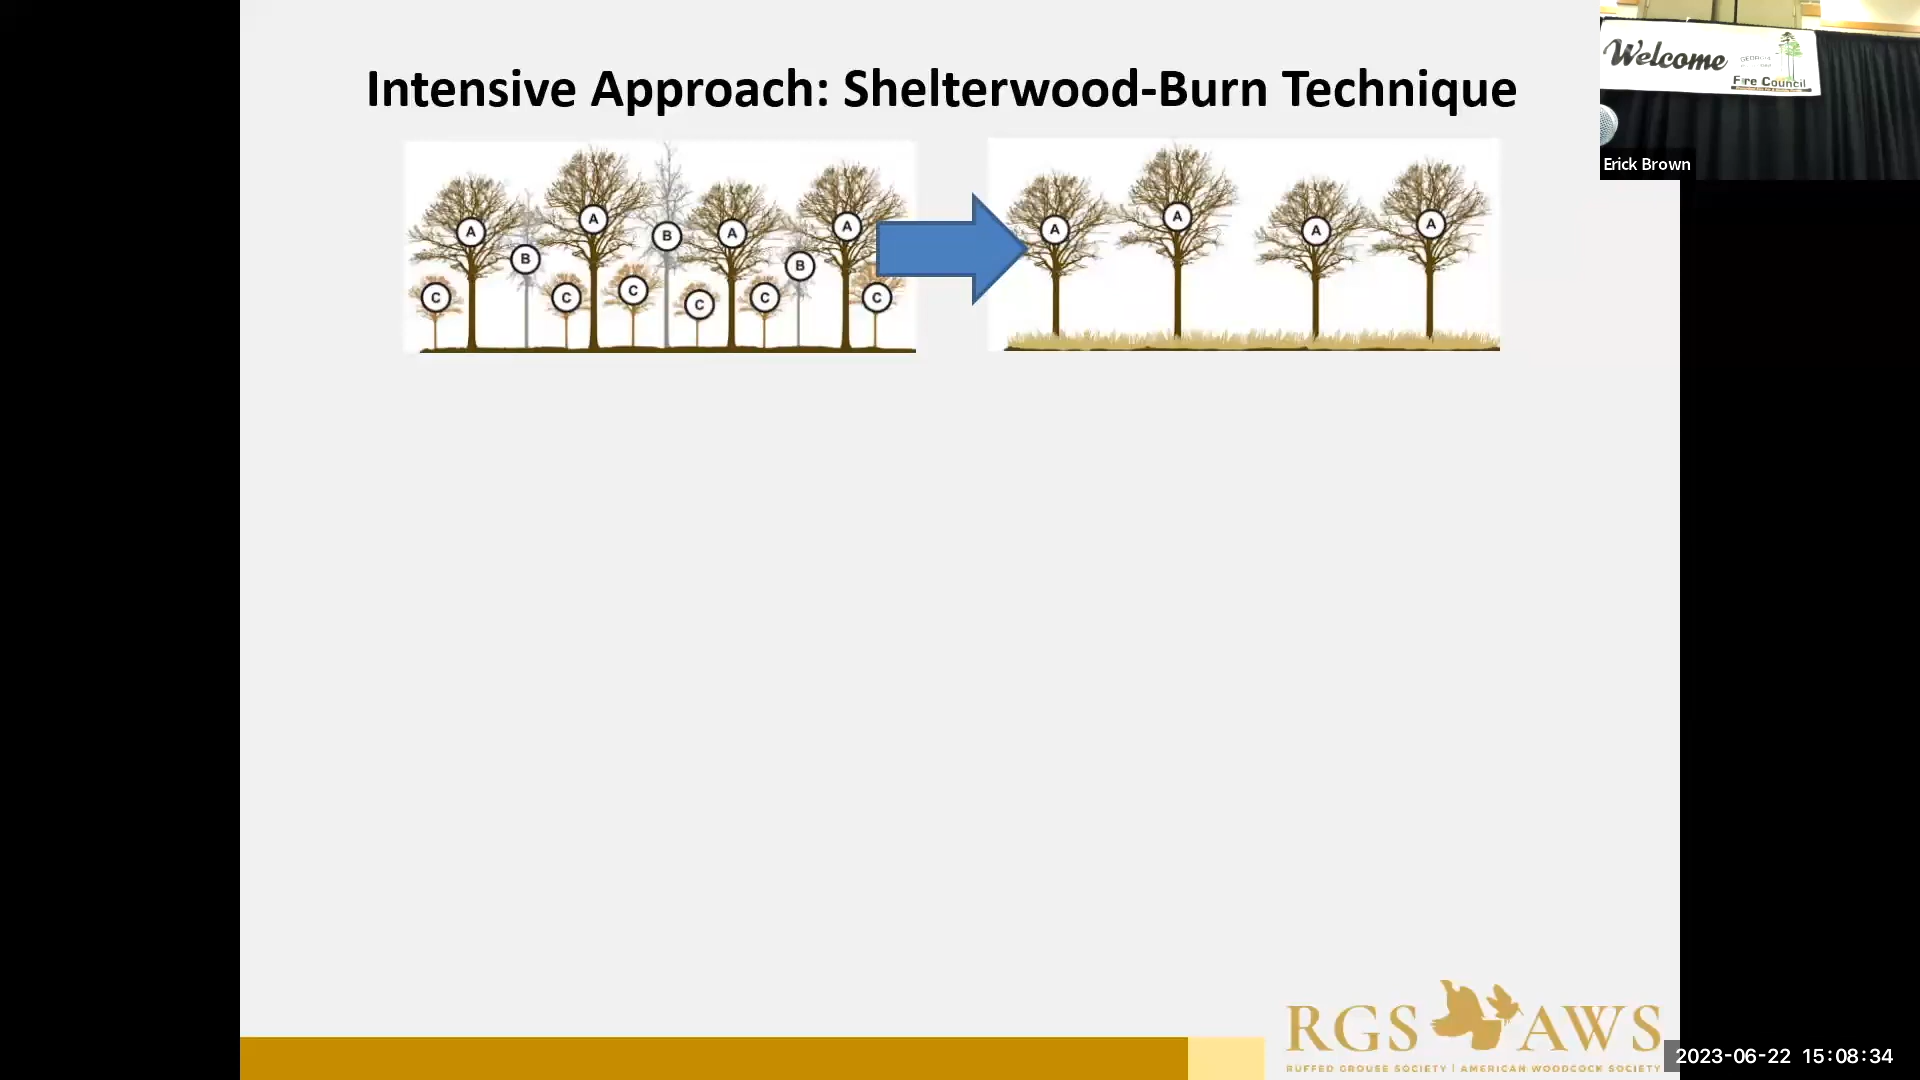 Intensive Approach: Shelterwood-Burn Technique
A
A
A
A
B
B
B
C
C
C
C
C
C
A
A
A
A
Welcome
GEORGIA
Fire Council
Erick Brown
RGS AWS
RUFFED GROUSE SOCIETY | AMERICAN WOODCOCK SOCIETY
2023-06-22 15:08:34